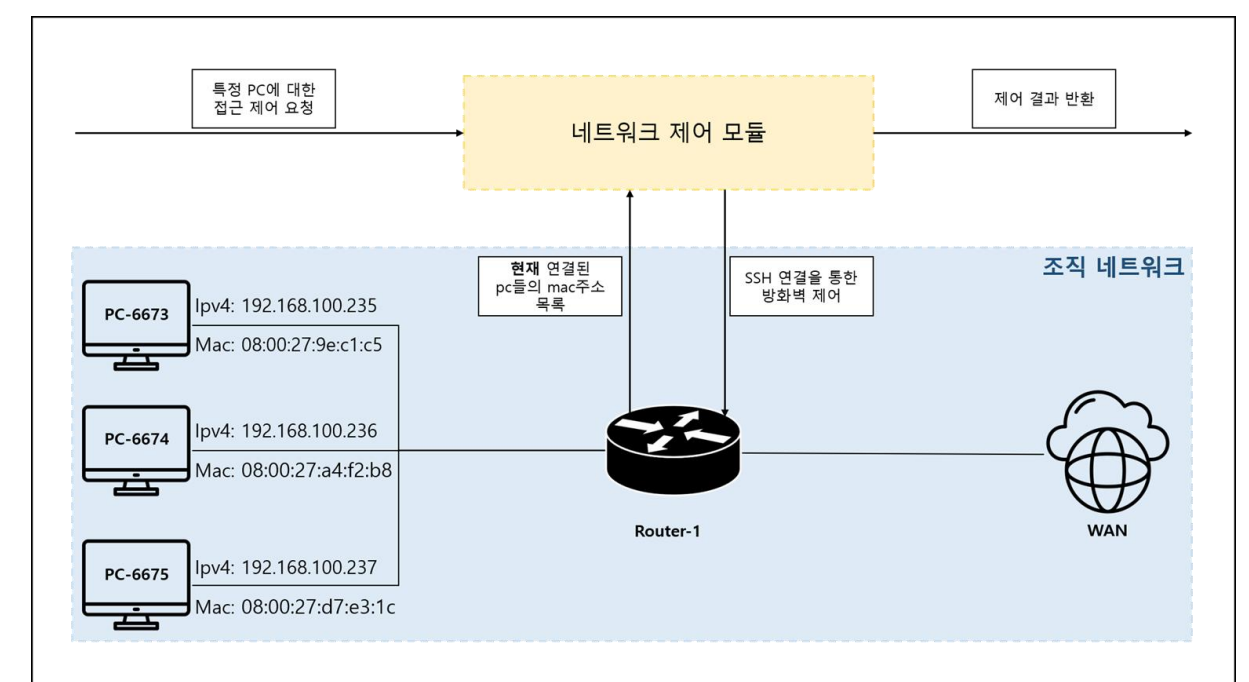 특정 PC에 대한
접근 제어 요청
네트워크 제어 모듈
제어 결과 반환
현재 연결된
pc들의 mac주소
목록
SSH 연결을 통한
방화벽 제어
조직 네트워크
PC-6673
Ipv4: 192.168.100.235
Mac: 08:00:27:9e:c1:c5
PC-6674
Ipv4: 192.168.100.236
Mac: 08:00:27:a4:f2:b8
PC-6675
Ipv4: 192.168.100.237
Mac: 08:00:27:d7:e3:1c
Router-1
WAN